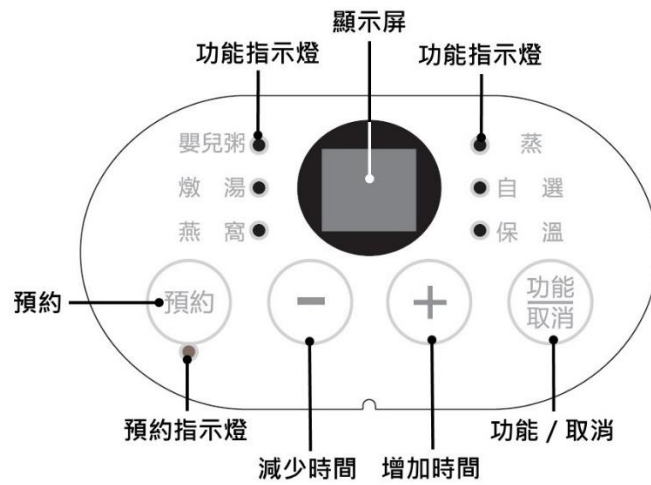 顯示屏
功能指示燈
功能指示燈
嬰兒粥
蒸
燉 湯
自 選
燕 窩
保 溫
預約
預約
−
+
功能
取消
預約指示燈
功能 / 取消
減少時間
增加時間